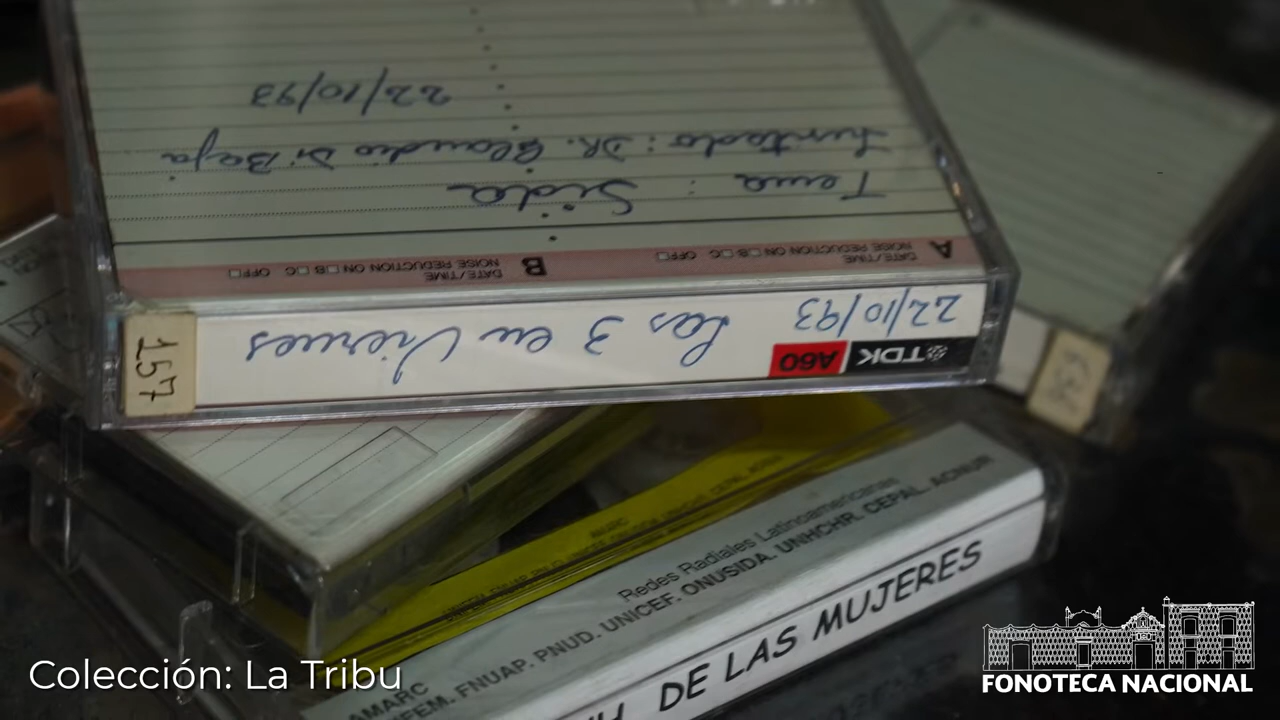 Tema: Sida
Invitado: DR. Claudio Di Baja
22/10/93
A
DATE/TIME
NOISE REDUCTION ON □B □C OFF□
B
DATE/TIME
NOISE REDUCTION ON □B □C OFF□
22/10/93
Las 3 en Viernes
TDK A60
157
AMARC
Redes Radiales Latinoamericanas
FEM. FNUAP. PNUD. UNICEF. ONUSIDA. UNHCHR. CEPAL. ACNUR
DE LAS MUJERES
Colección: La Tribu
FONOTECA NACIONAL